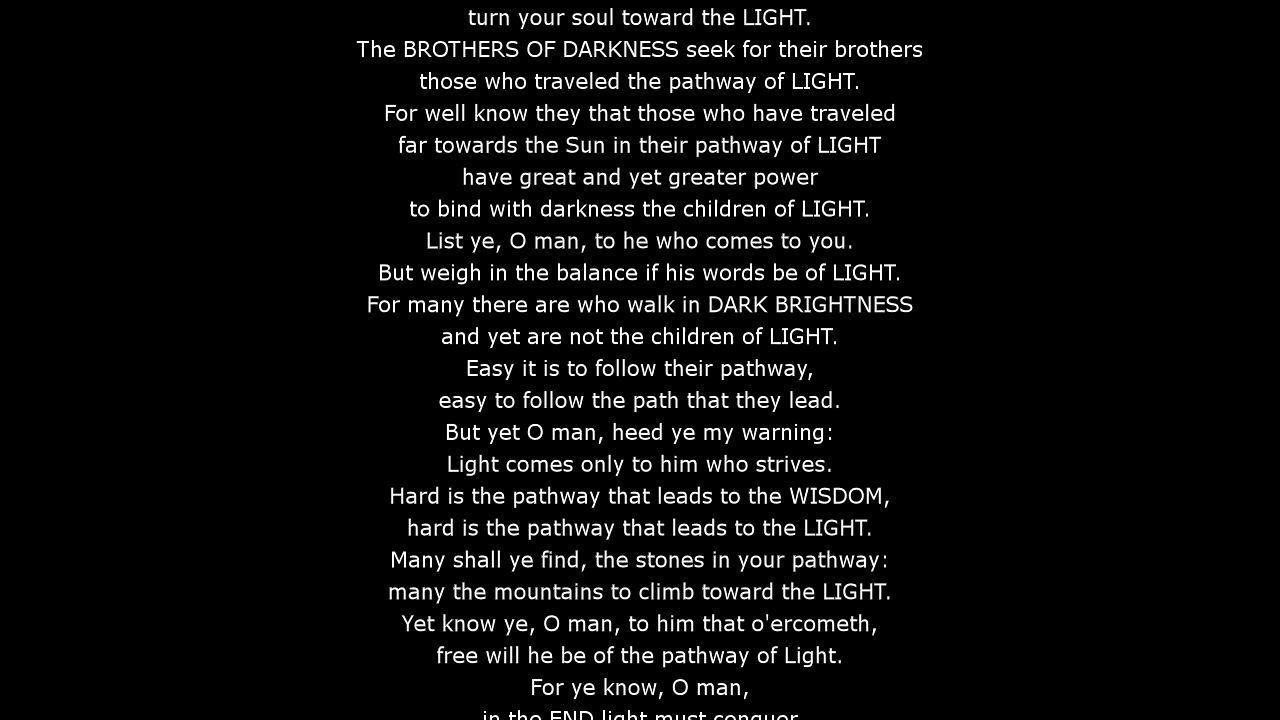 turn your soul toward the LIGHT.
The BROTHERS OF DARKNESS seek for their brothers
those who traveled the pathway of LIGHT.
For well know they that those who have traveled
far towards the Sun in their pathway of LIGHT
have great and yet greater power
to bind with darkness the children of LIGHT.
List ye, O man, to he who comes to you.
But weigh in the balance if his words be of LIGHT.
For many there are who walk in DARK BRIGHTNESS
and yet are not the children of LIGHT.
Easy it is to follow their pathway,
easy to follow the path that they lead.
But yet O man, heed ye my warning:
Light comes only to him who strives.
Hard is the pathway that leads to the WISDOM,
hard is the pathway that leads to the LIGHT.
Many shall ye find, the stones in your pathway:
many the mountains to climb toward the LIGHT.
Yet know ye, O man, to him that o'ercometh,
free will he be of the pathway of Light.
For ye know, O man,
in the END light must conquer